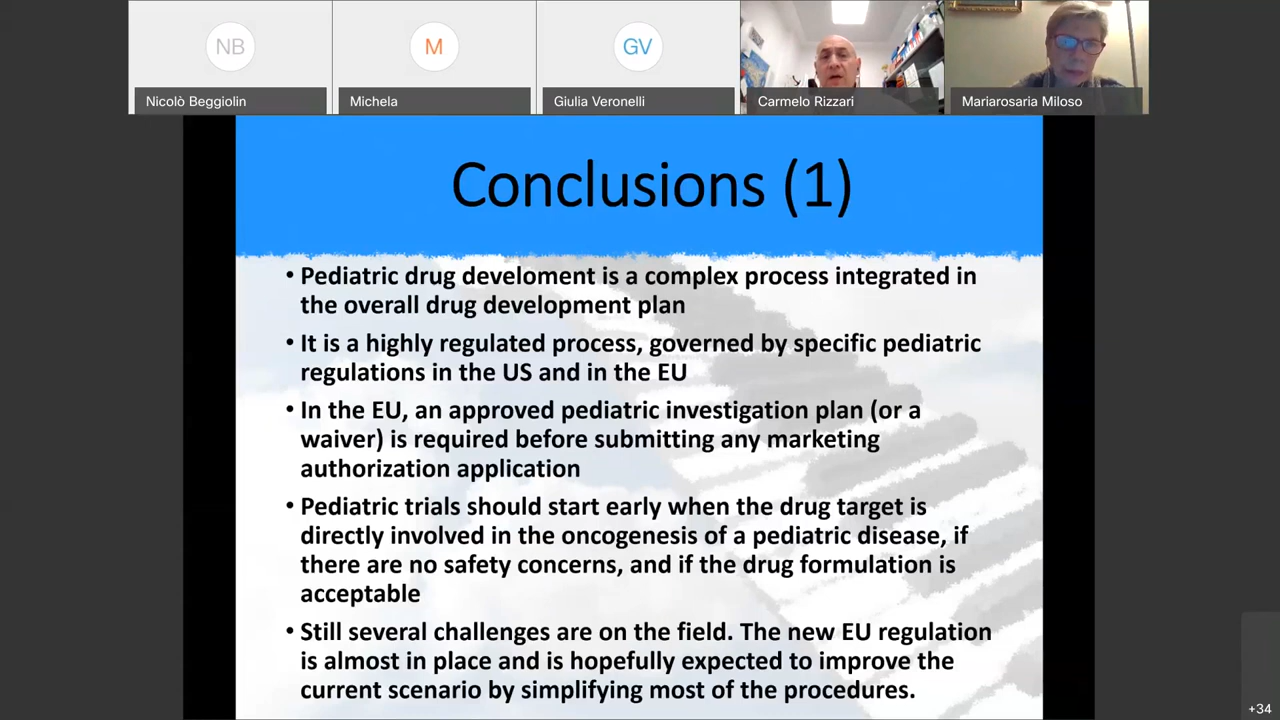 NB
M
GV
Nicolò Beggiolin
Michela
Giulia Veronelli
Carmelo Rizzari
Mariarosaria Miloso
Conclusions (1)
• Pediatric drug develoment is a complex process integrated in
the overall drug development plan
• It is a highly regulated process, governed by specific pediatric
regulations in the US and in the EU
• In the EU, an approved pediatric investigation plan (or a
waiver) is required before submitting any marketing
authorization application
• Pediatric trials should start early when the drug target is
directly involved in the oncogenesis of a pediatric disease, if
there are no safety concerns, and if the drug formulation is
acceptable
• Still several challenges are on the field. The new EU regulation
is almost in place and is hopefully expected to improve the
current scenario by simplifying most of the procedures.
+34